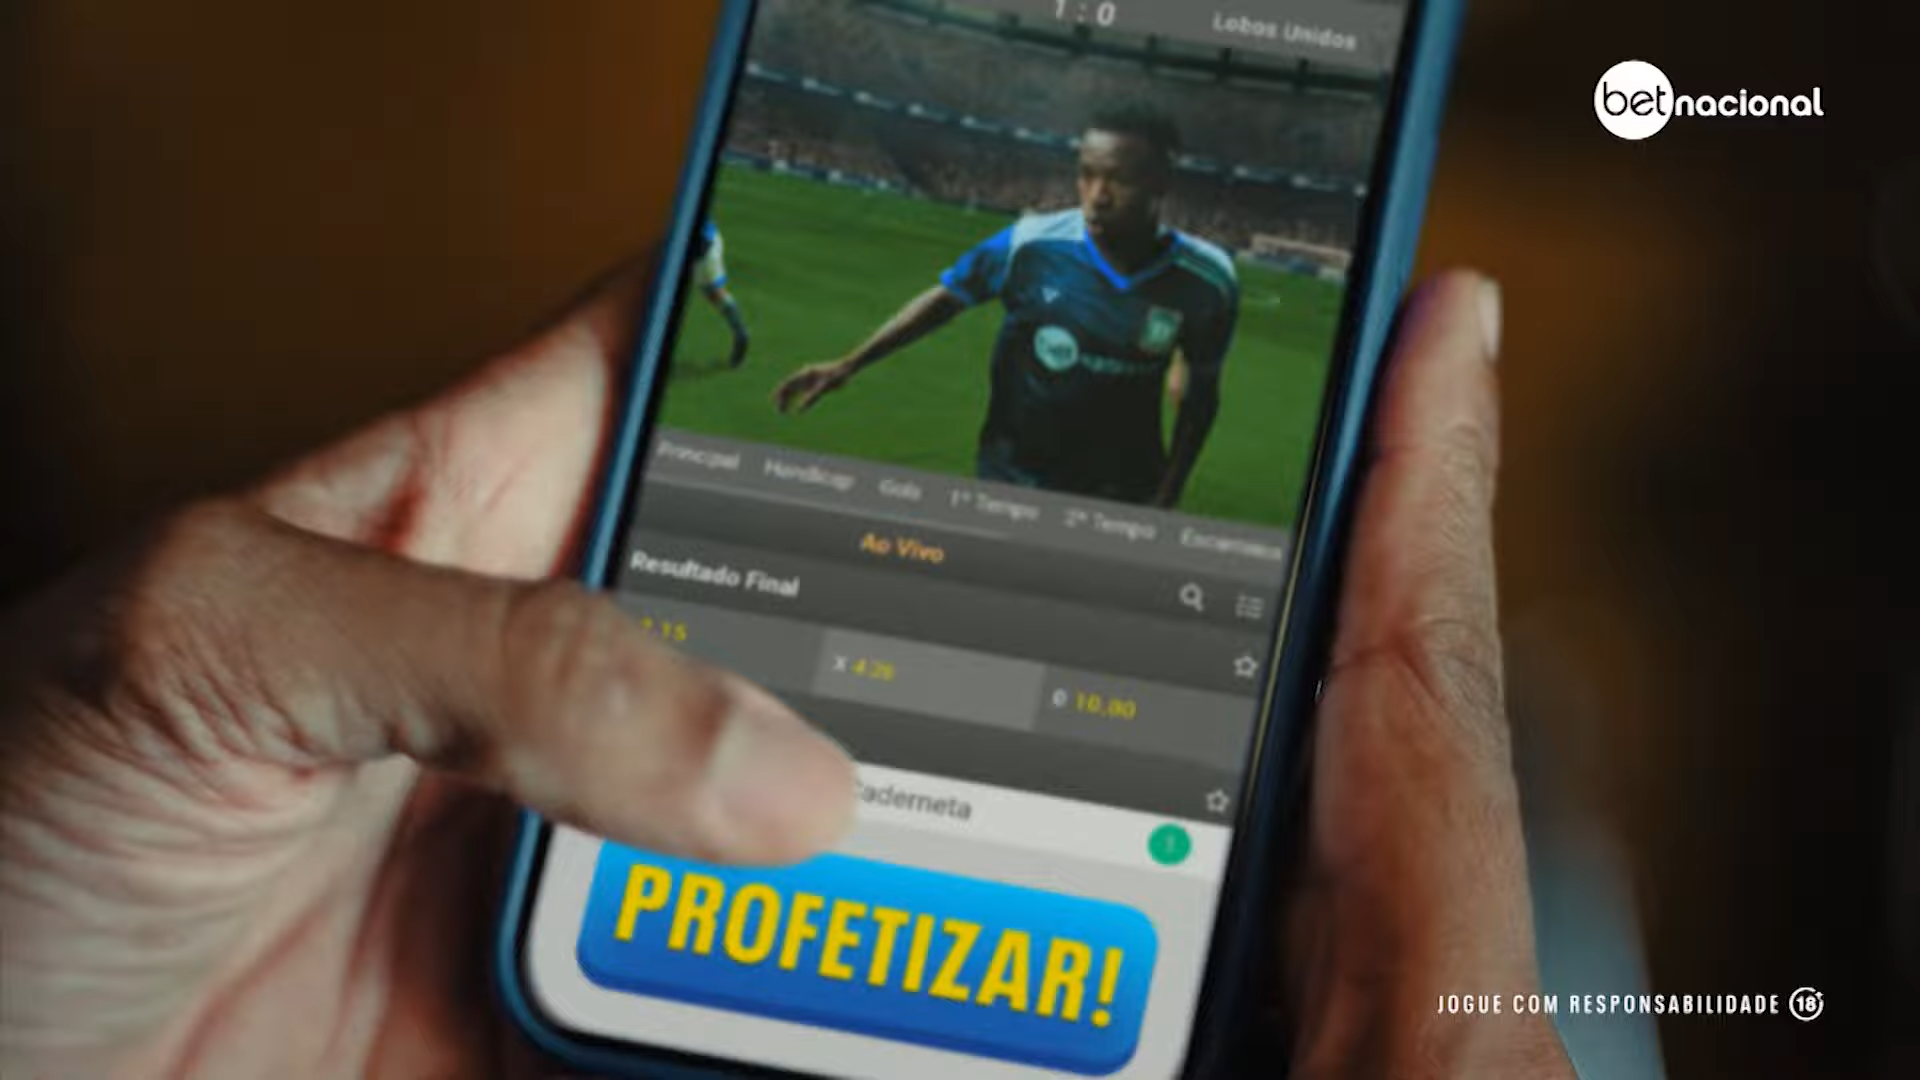 1 : 0
Lobos Unidos
betnacional
bet
Principal Handicap Gols 1º Tempo 2º Tempo Escanteios
Ao Vivo
Resultado Final
X 4.20
10.00
Caderneta
PROFETIZAR!
JOGUE COM RESPONSABILIDADE 18+